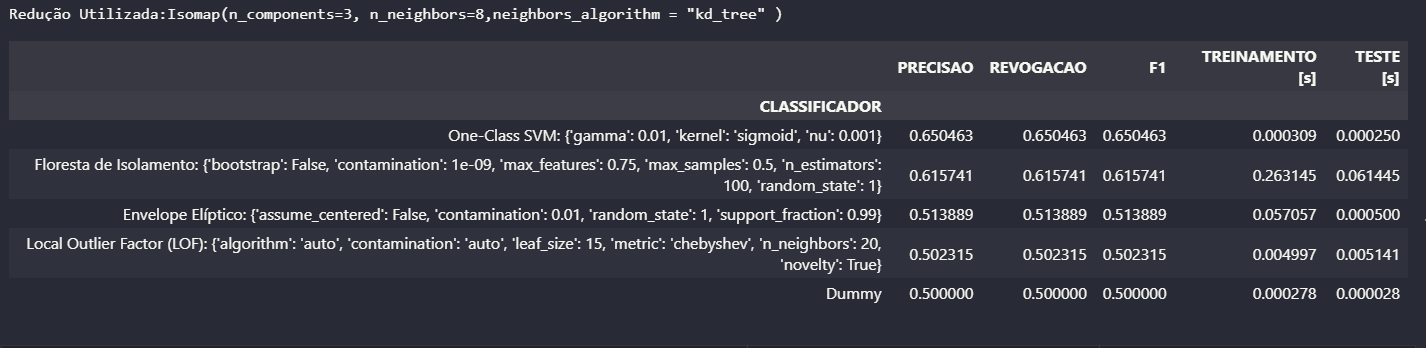 Redução Utilizada:Isomap(n_components=3, n_neighbors=8,neighbors_algorithm = "kd_tree" )
PRECISAO REVOGACAO F1 TREINAMENTO [s] TESTE [s]
CLASSIFICADOR
One-Class SVM: {'gamma': 0.01, 'kernel': 'sigmoid', 'nu': 0.001} 0.650463 0.650463 0.650463 0.000309 0.000250
Floresta de Isolamento: {'bootstrap': False, 'contamination': 1e-09, 'max_features': 0.75, 'max_samples': 0.5, 'n_estimators':
100, 'random_state': 1} 0.615741 0.615741 0.615741 0.263145 0.061445
Envelope Elíptico: {'assume_centered': False, 'contamination': 0.01, 'random_state': 1, 'support_fraction': 0.99} 0.513889 0.513889 0.513889 0.057057 0.000500
Local Outlier Factor (LOF): {'algorithm': 'auto', 'contamination': 'auto', 'leaf_size': 15, 'metric': 'chebyshev', 'n_neighbors': 20,
'novelty': True} 0.502315 0.502315 0.502315 0.004997 0.005141
Dummy 0.500000 0.500000 0.500000 0.000278 0.000028